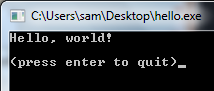 C:\Users\sam\Desktop\hello.exe
Hello, world!
(press enter to quit)_